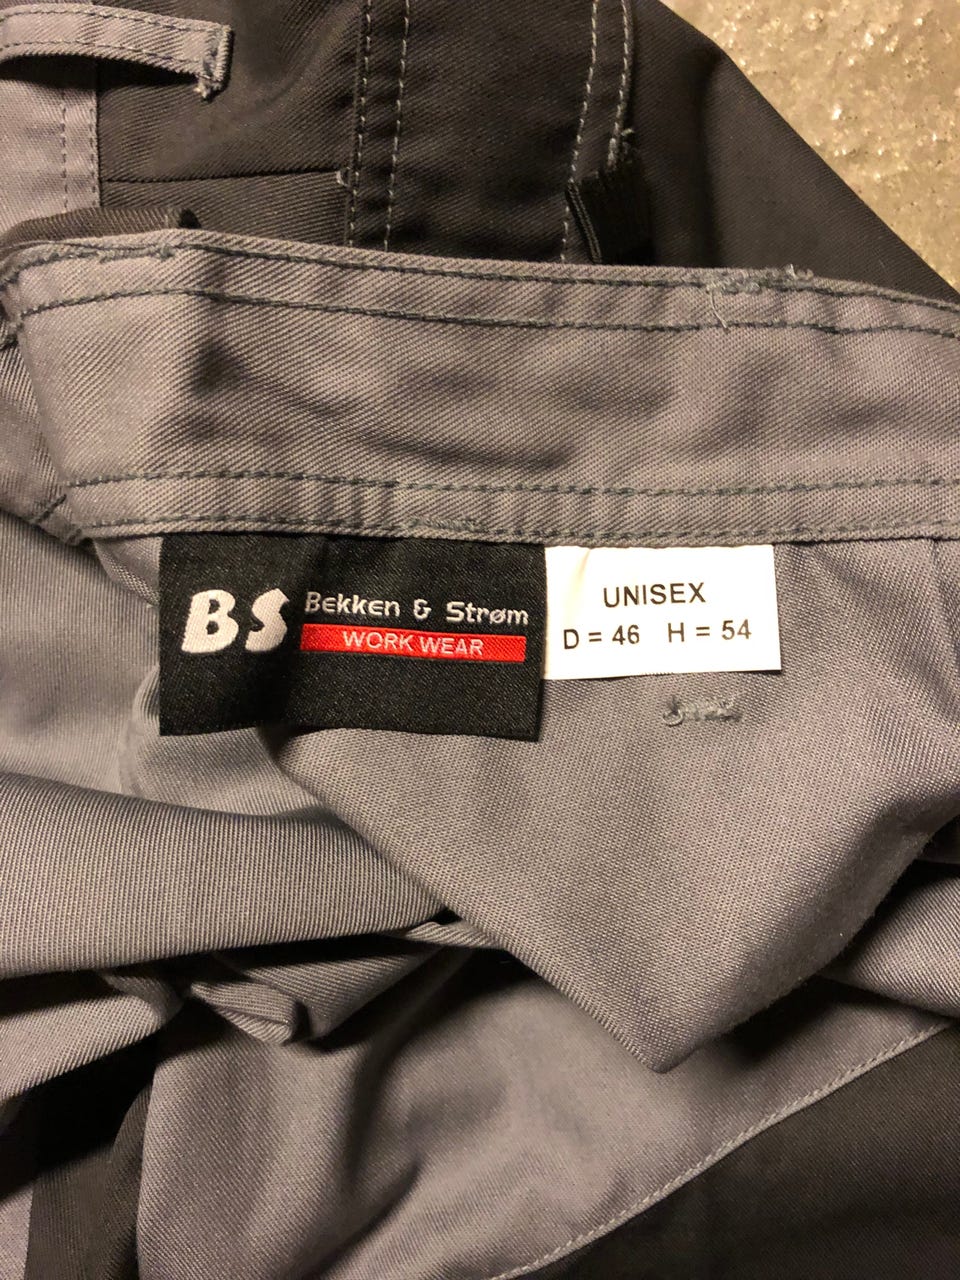 BS
Bekken & Strøm
WORK WEAR
UNISEX
D = 46 H = 54